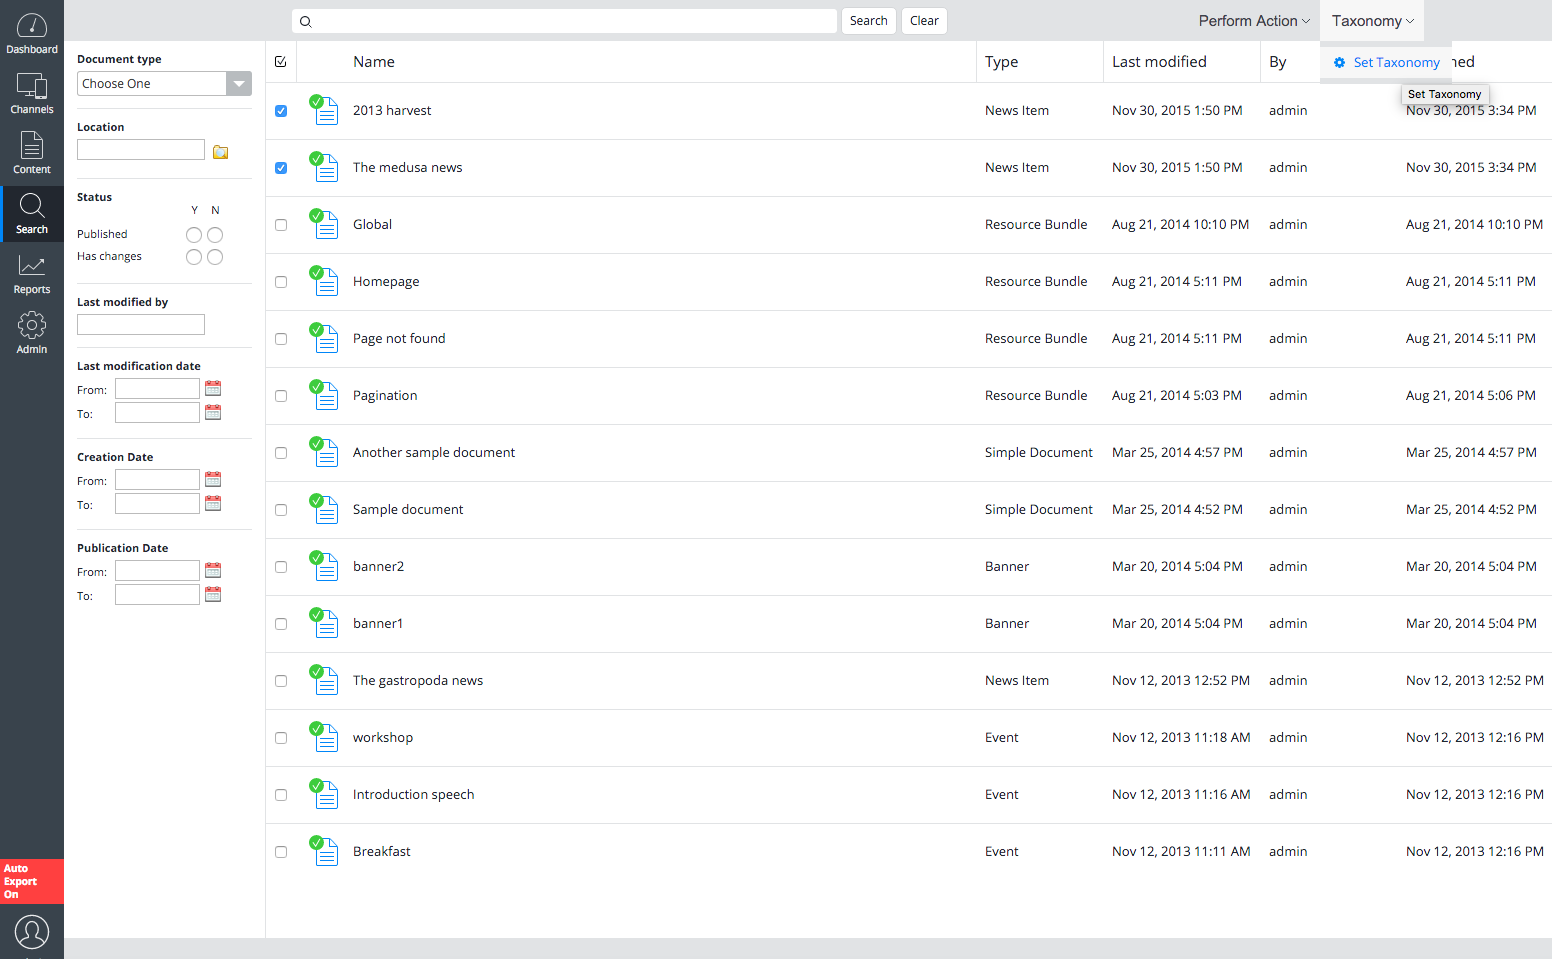 Dashboard
Channels
Content
Search
Reports
Admin
Auto
Export
On
Search
Clear
Perform Action
Taxonomy
Set Taxonomy
Set Taxonomy
Document type
Choose One
Location
Status
Y N
Published
Has changes
Last modified by
Last modification date
From:
To:
Creation Date
From:
To:
Publication Date
From:
To:
Name Type Last modified By
2013 harvest News Item Nov 30, 2015 1:50 PM admin Nov 30, 2015 3:34 PM
The medusa news News Item Nov 30, 2015 1:50 PM admin Nov 30, 2015 3:34 PM
Global Resource Bundle Aug 21, 2014 10:10 PM admin Aug 21, 2014 10:10 PM
Homepage Resource Bundle Aug 21, 2014 5:11 PM admin Aug 21, 2014 5:11 PM
Page not found Resource Bundle Aug 21, 2014 5:11 PM admin Aug 21, 2014 5:11 PM
Pagination Resource Bundle Aug 21, 2014 5:03 PM admin Aug 21, 2014 5:06 PM
Another sample document Simple Document Mar 25, 2014 4:57 PM admin Mar 25, 2014 4:57 PM
Sample document Simple Document Mar 25, 2014 4:52 PM admin Mar 25, 2014 4:52 PM
banner2 Banner Mar 20, 2014 5:04 PM admin Mar 20, 2014 5:04 PM
banner1 Banner Mar 20, 2014 5:04 PM admin Mar 20, 2014 5:04 PM
The gastropoda news News Item Nov 12, 2013 12:52 PM admin Nov 12, 2013 12:52 PM
workshop Event Nov 12, 2013 11:18 AM admin Nov 12, 2013 12:16 PM
Introduction speech Event Nov 12, 2013 11:16 AM admin Nov 12, 2013 12:16 PM
Breakfast Event Nov 12, 2013 11:11 AM admin Nov 12, 2013 12:16 PM